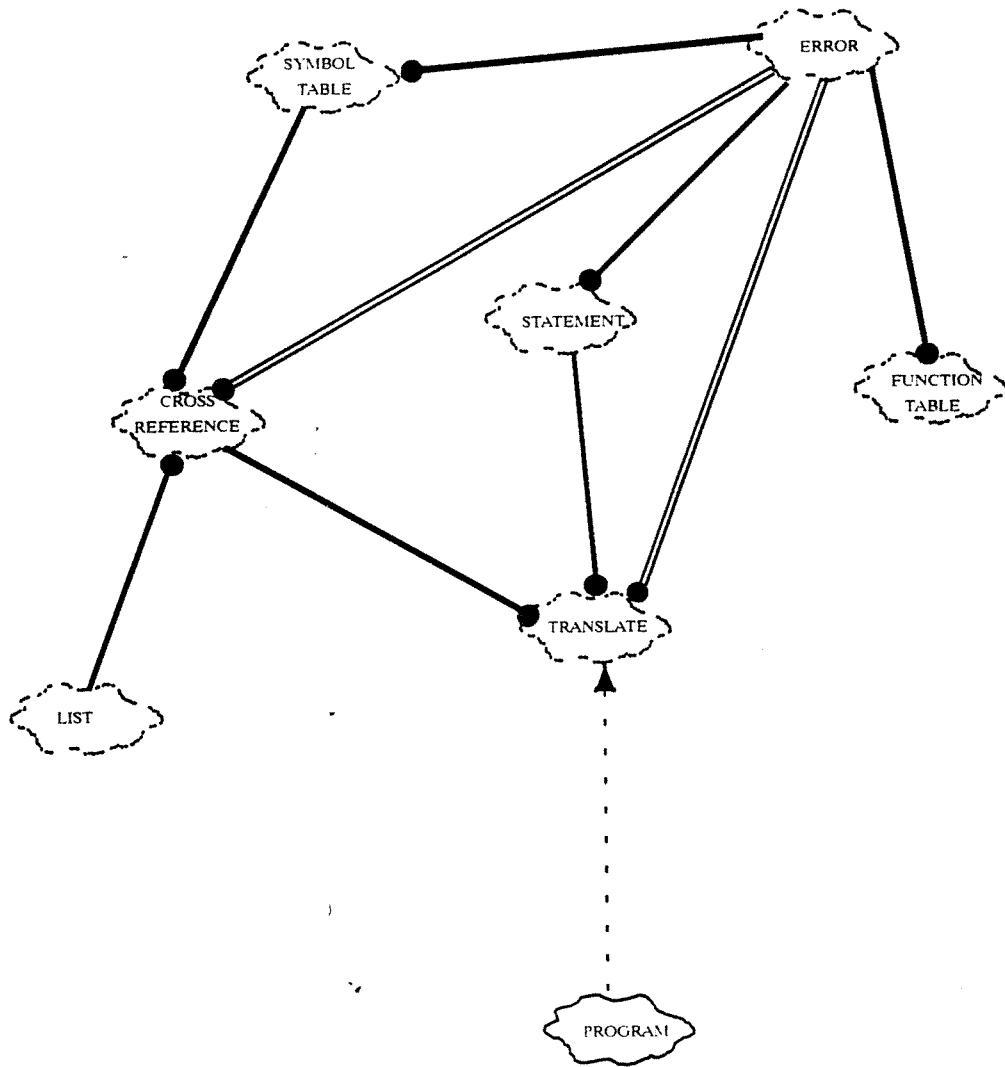 ERROR
SYMBOL
TABLE
STATEMENT
FUNCTION
TABLE
CROSS
REFERENCE
TRANSLATE
LIST
PROGRAM